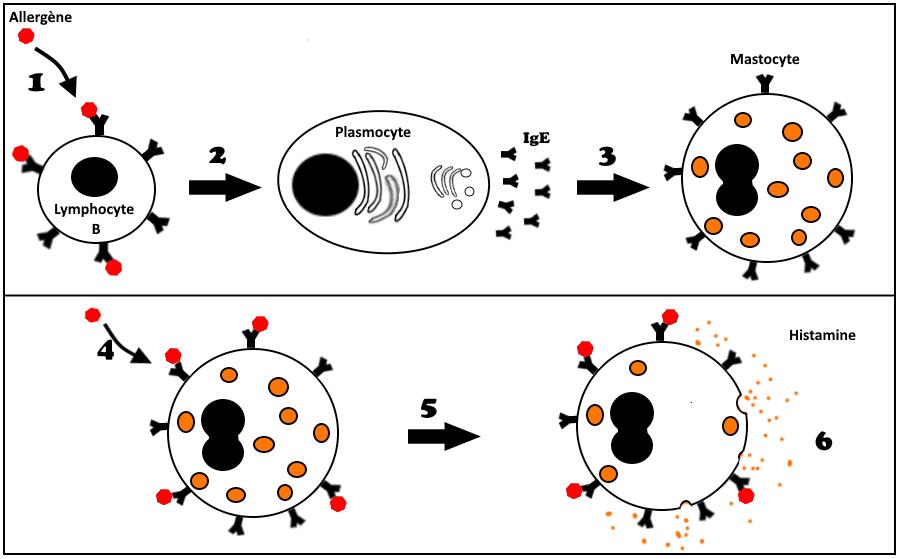 Allergène
1
Lymphocyte
B
2
Plasmocyte
IgE
3
Mastocyte
4
5
Histamine
6